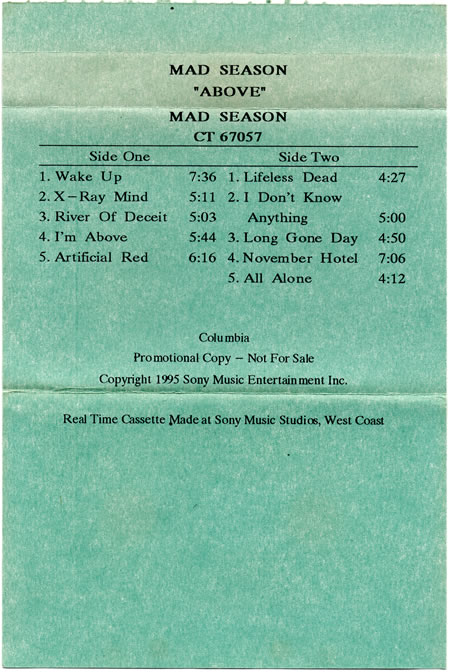 MAD SEASON
"ABOVE"
MAD SEASON
CT 67057
Side One
1. Wake Up 7:36
2. X-Ray Mind 5:11
3. River Of Deceit 5:03
4. I'm Above 5:44
5. Artificial Red 6:16
Side Two
1. Lifeless Dead 4:27
2. I Don't Know
Anything 5:00
3. Long Gone Day 4:50
4. November Hotel 7:06
5. All Alone 4:12
Columbia
Promotional Copy – Not For Sale
Copyright 1995 Sony Music Entertainment Inc.
Real Time Cassette Made at Sony Music Studios, West Coast